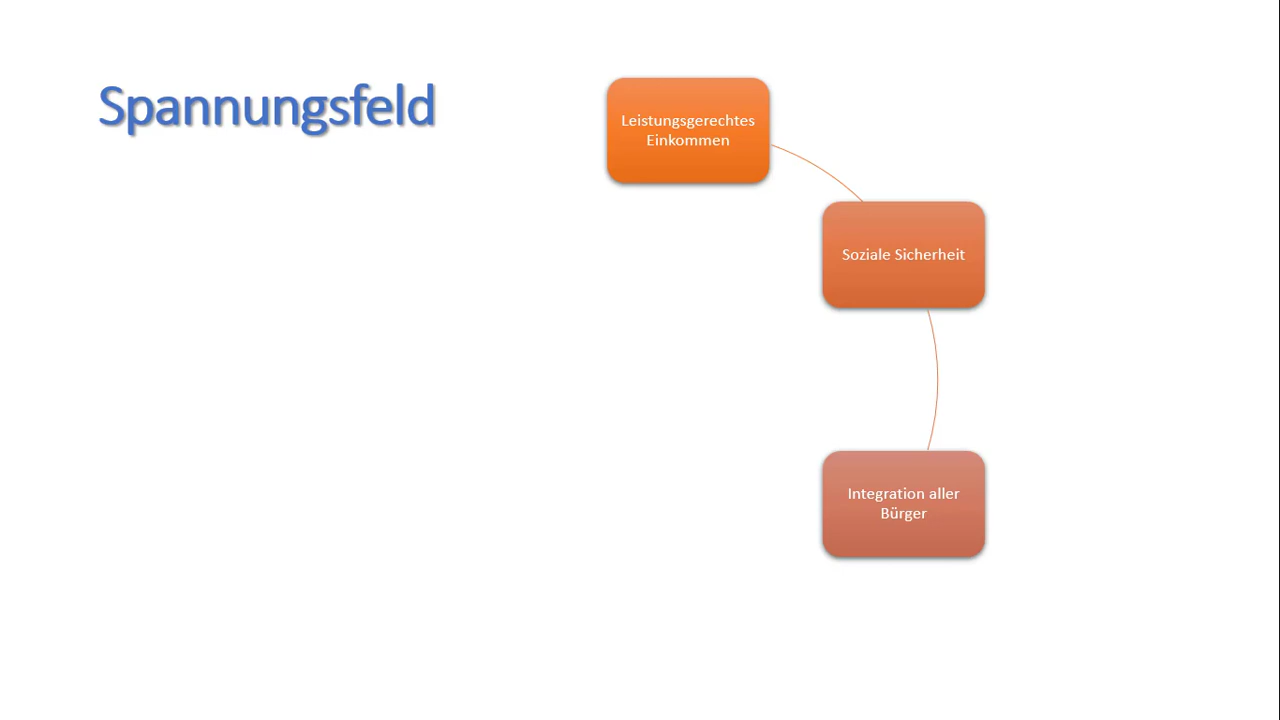 Spannungsfeld
Leistungsgerechtes
Einkommen
Soziale Sicherheit
Integration aller
Bürger